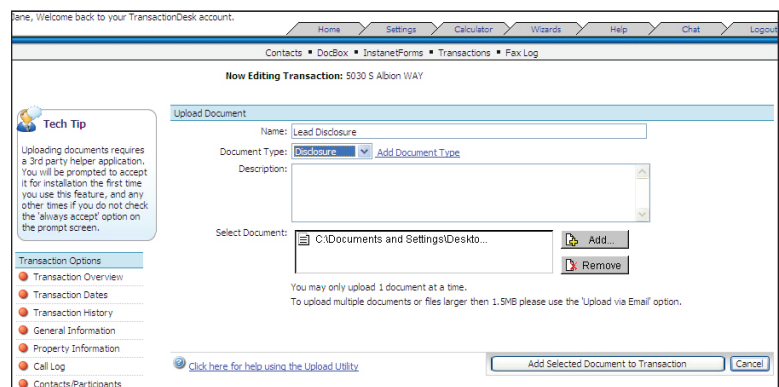 Jane, Welcome back to your TransactionDesk account.
Home Settings Calculator Wizards Help Chat Logout
Contacts ▪ DocBox ▪ InstanetForms ▪ Transactions ▪ Fax Log
Now Editing Transaction: 5030 S Albion WAY
Tech Tip
Uploading documents requires
a 3rd party helper application.
You will be prompted to accept
it for installation the first time
you use this feature, and any
other times if you do not check
the 'always accept' option on
the prompt screen.
Transaction Options
Transaction Overview
Transaction Dates
Transaction History
General Information
Property Information
Call Log
Contacts/Participants
Upload Document
Name: Lead Disclosure
Document Type: Disclosure Add Document Type
Description:
Select Document: C:\Documents and Settings\Deskto... Add...
Remove
You may only upload 1 document at a time.
To upload multiple documents or files larger then 1.5MB please use the 'Upload via Email' option.
Click here for help using the Upload Utility Add Selected Document to Transaction Cancel